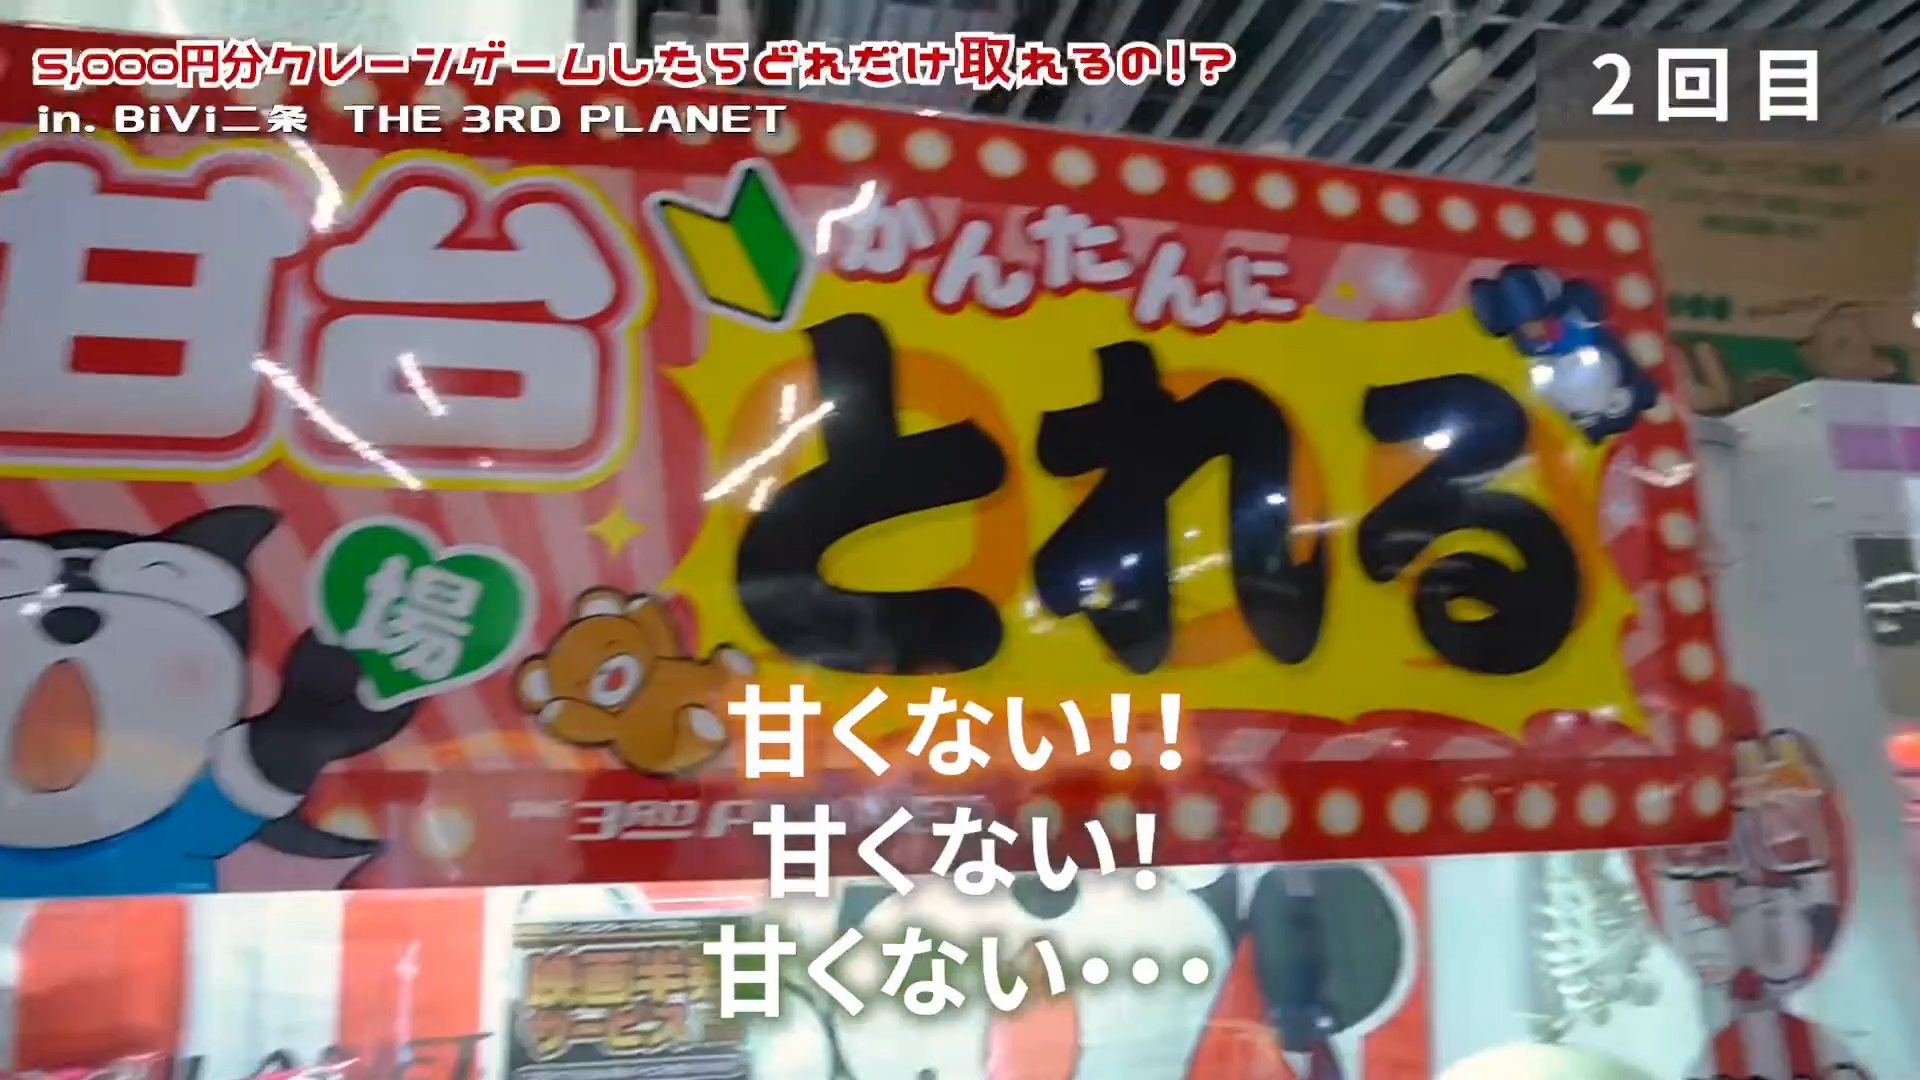 5,000円分クレーンゲームしたらどれだけ取れるの!?
in. BiVi二条 THE 3RD PLANET
2回目
甘台
かんたんに
とれる
場
3RD
甘くない!!
甘くない!
甘くない・・・